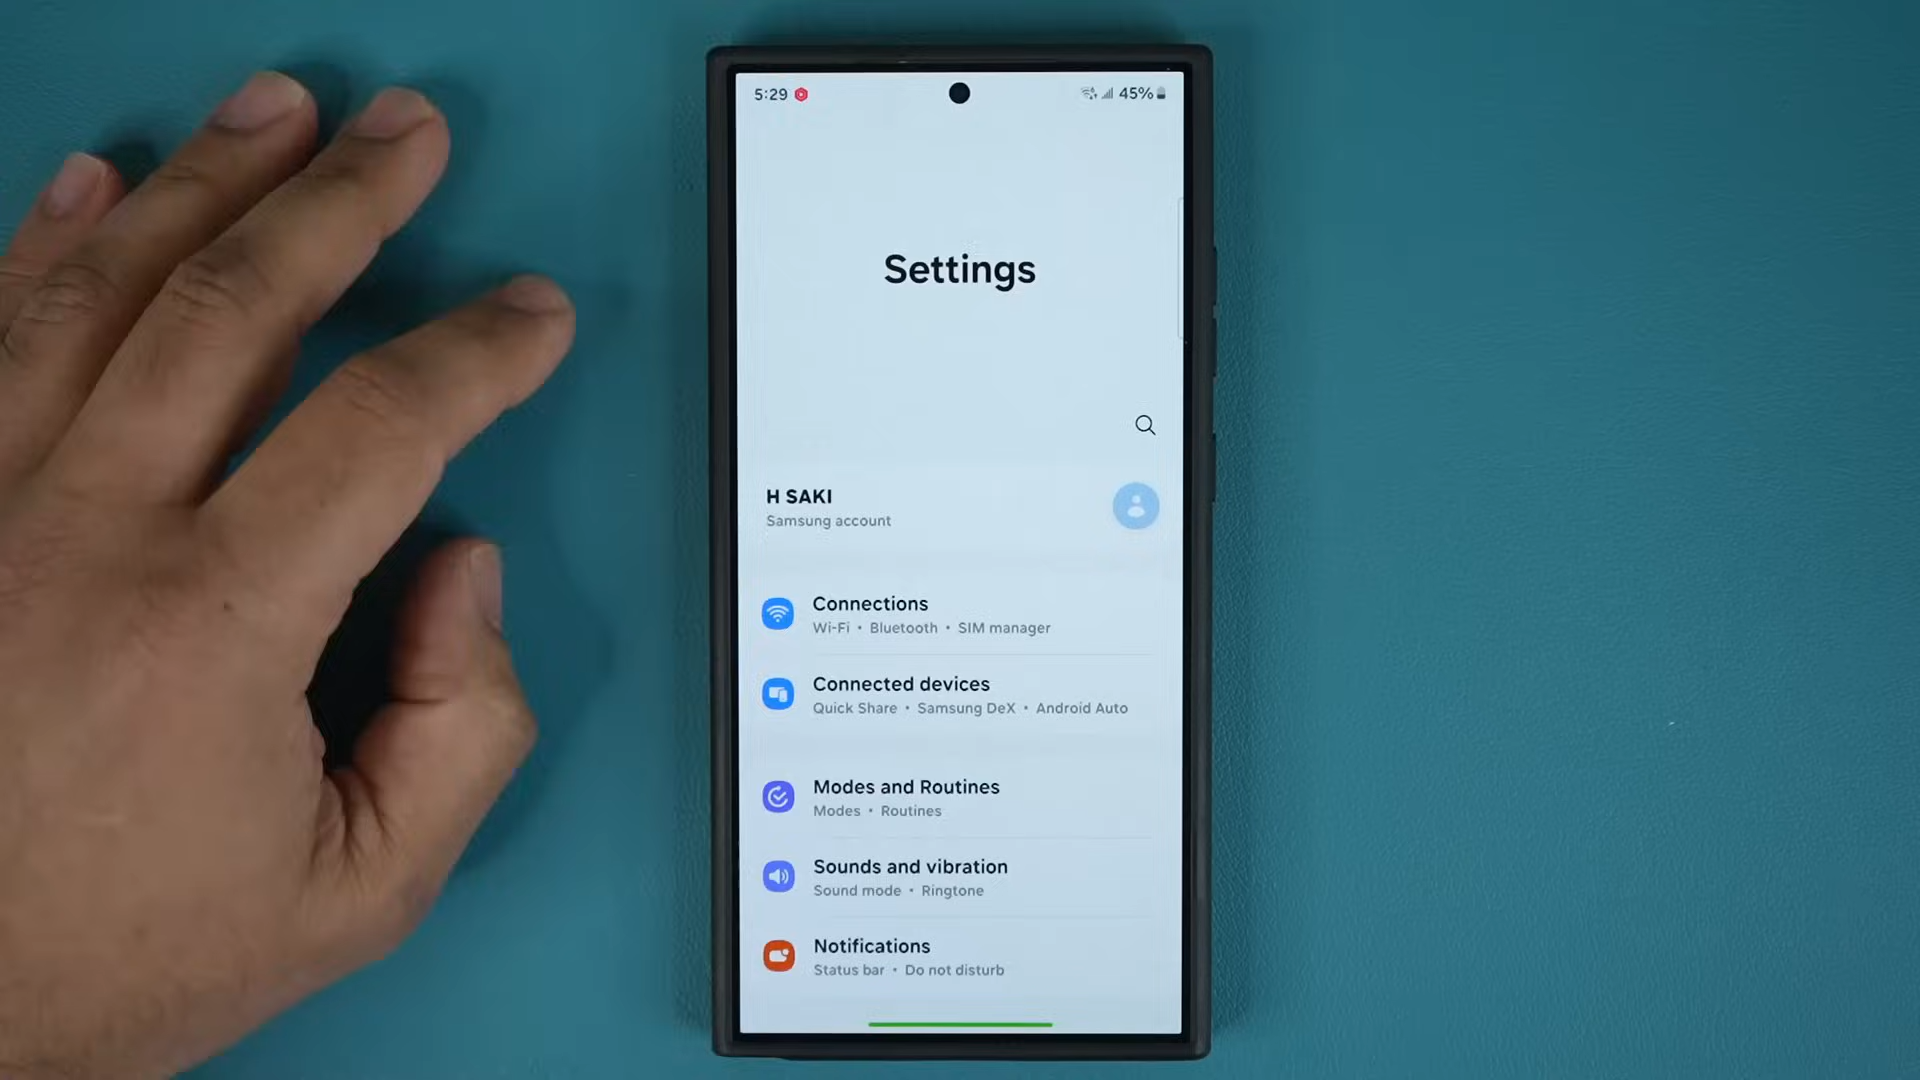 5:29
45%
Settings
H SAKI
Samsung account
Connections
Wi-Fi • Bluetooth • SIM manager
Connected devices
Quick Share • Samsung DeX • Android Auto
Modes and Routines
Modes • Routines
Sounds and vibration
Sound mode • Ringtone
Notifications
Status bar • Do not disturb